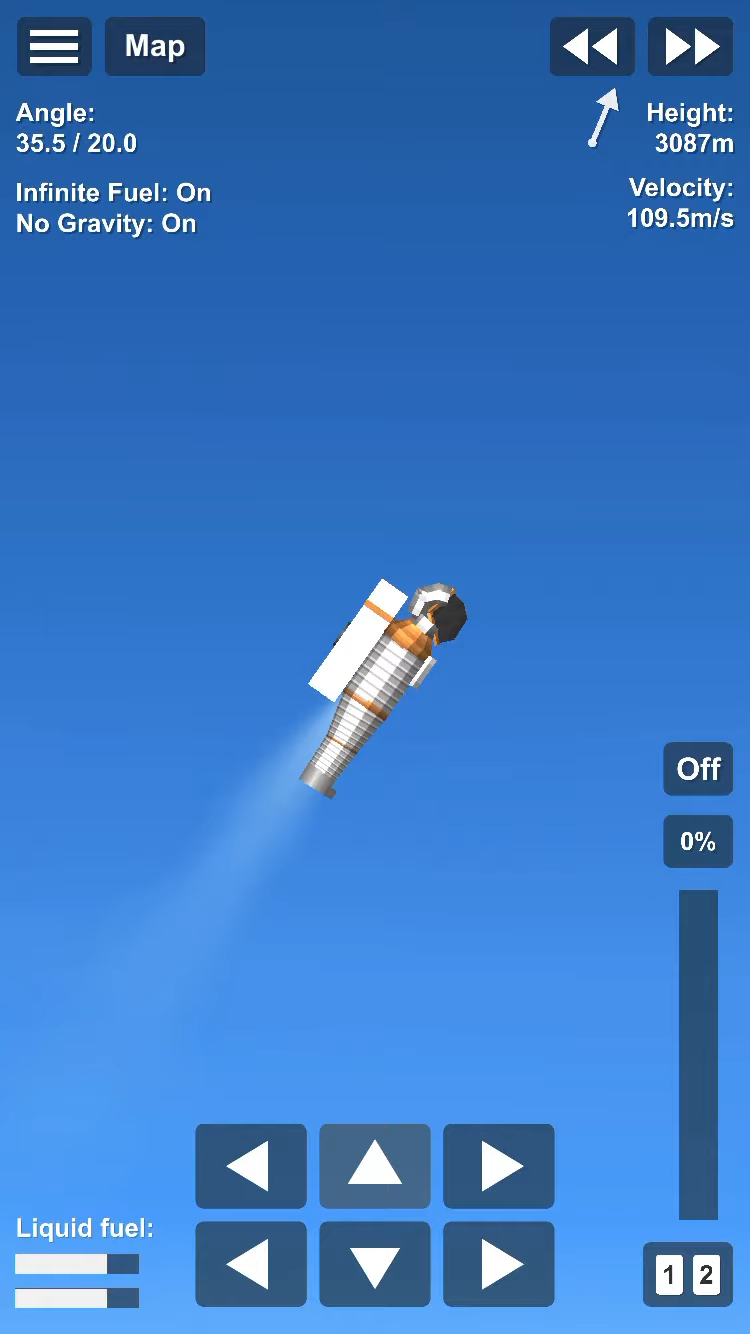 Map
Angle:
35.5 / 20.0
Infinite Fuel: On
No Gravity: On
Height:
3087m
Velocity:
109.5m/s
Off
0%
Liquid fuel:
1 2